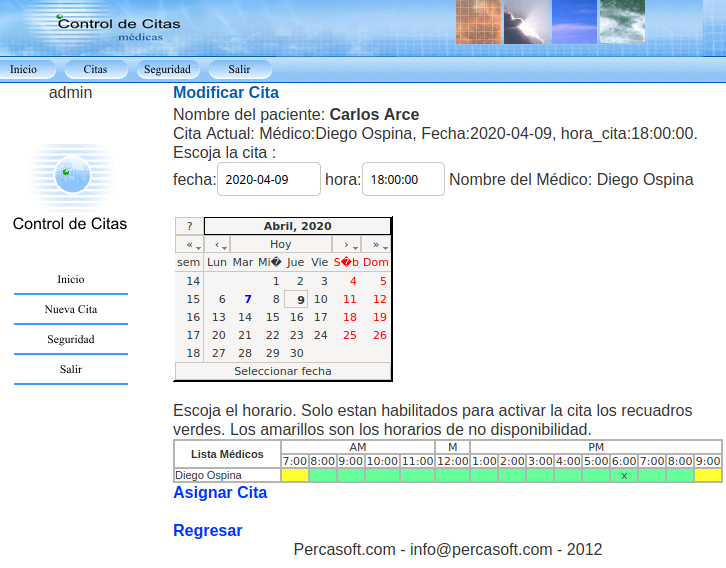 Control de Citas
médicas
Inicio Citas Seguridad Salir
admin
Control de Citas
Inicio
Nueva Cita
Seguridad
Salir
Modificar Cita
Nombre del paciente: Carlos Arce
Cita Actual: Médico:Diego Ospina, Fecha:2020-04-09, hora_cita:18:00:00.
Escoja la cita :
fecha: 2020-04-09 hora: 18:00:00 Nombre del Médico: Diego Ospina
? Abril, 2020
« ‹ Hoy › »
sem Lun Mar Mi� Jue Vie S�b Dom
14 1 2 3 4 5
15 6 7 8 9 10 11 12
16 13 14 15 16 17 18 19
17 20 21 22 23 24 25 26
18 27 28 29 30
Seleccionar fecha
Escoja el horario. Solo estan habilitados para activar la cita los recuadros
verdes. Los amarillos son los horarios de no disponibilidad.
Lista Médicos AM M PM
7:00 8:00 9:00 10:00 11:00 12:00 1:00 2:00 3:00 4:00 5:00 6:00 7:00 8:00 9:00
Diego Ospina x
Asignar Cita
Regresar
Percasoft.com - info@percasoft.com - 2012